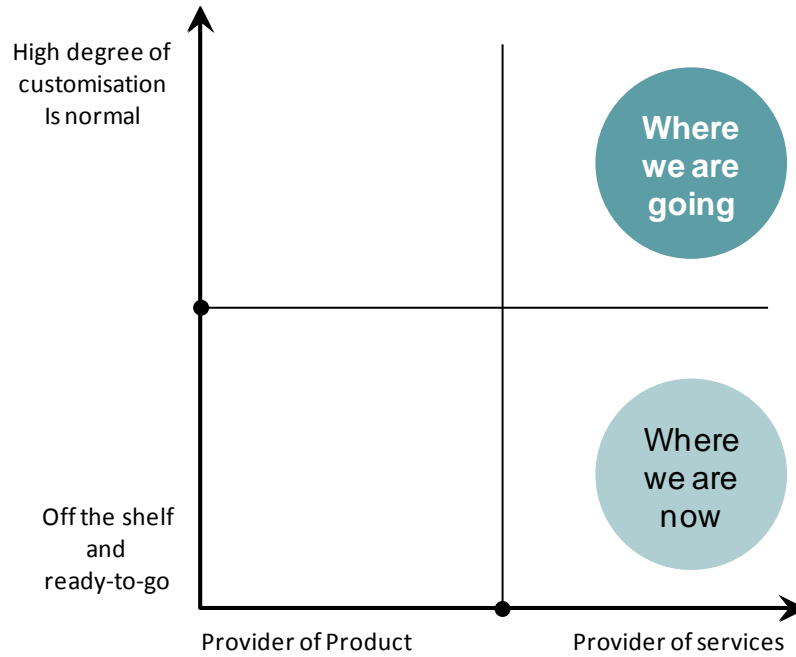 High degree of
customisation
Is normal
Where
we are
going
Where
we are
now
Off the shelf
and
ready-to-go
Provider of Product
Provider of services